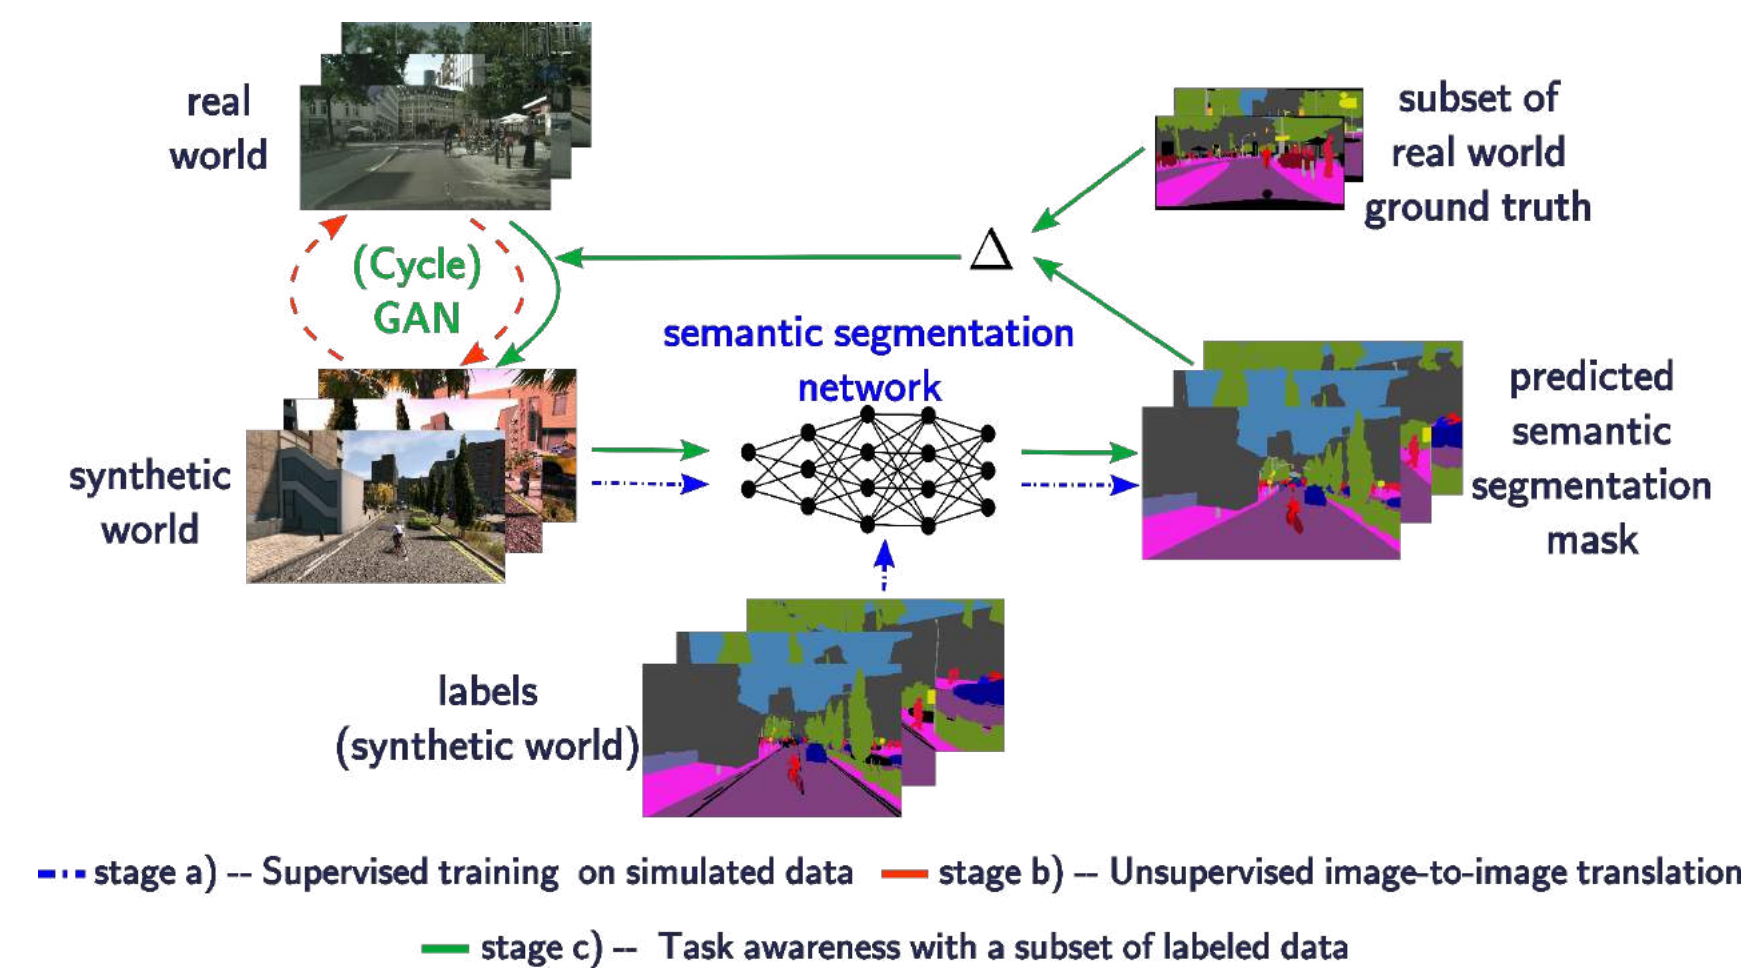 real
world
subset of
real world
ground truth
(Cycle)
GAN
Δ
semantic segmentation
network
predicted
semantic
segmentation
mask
synthetic
world
labels
(synthetic world)
stage a) -- Supervised training on simulated data
stage b) -- Unsupervised image-to-image translation
stage c) -- Task awareness with a subset of labeled data